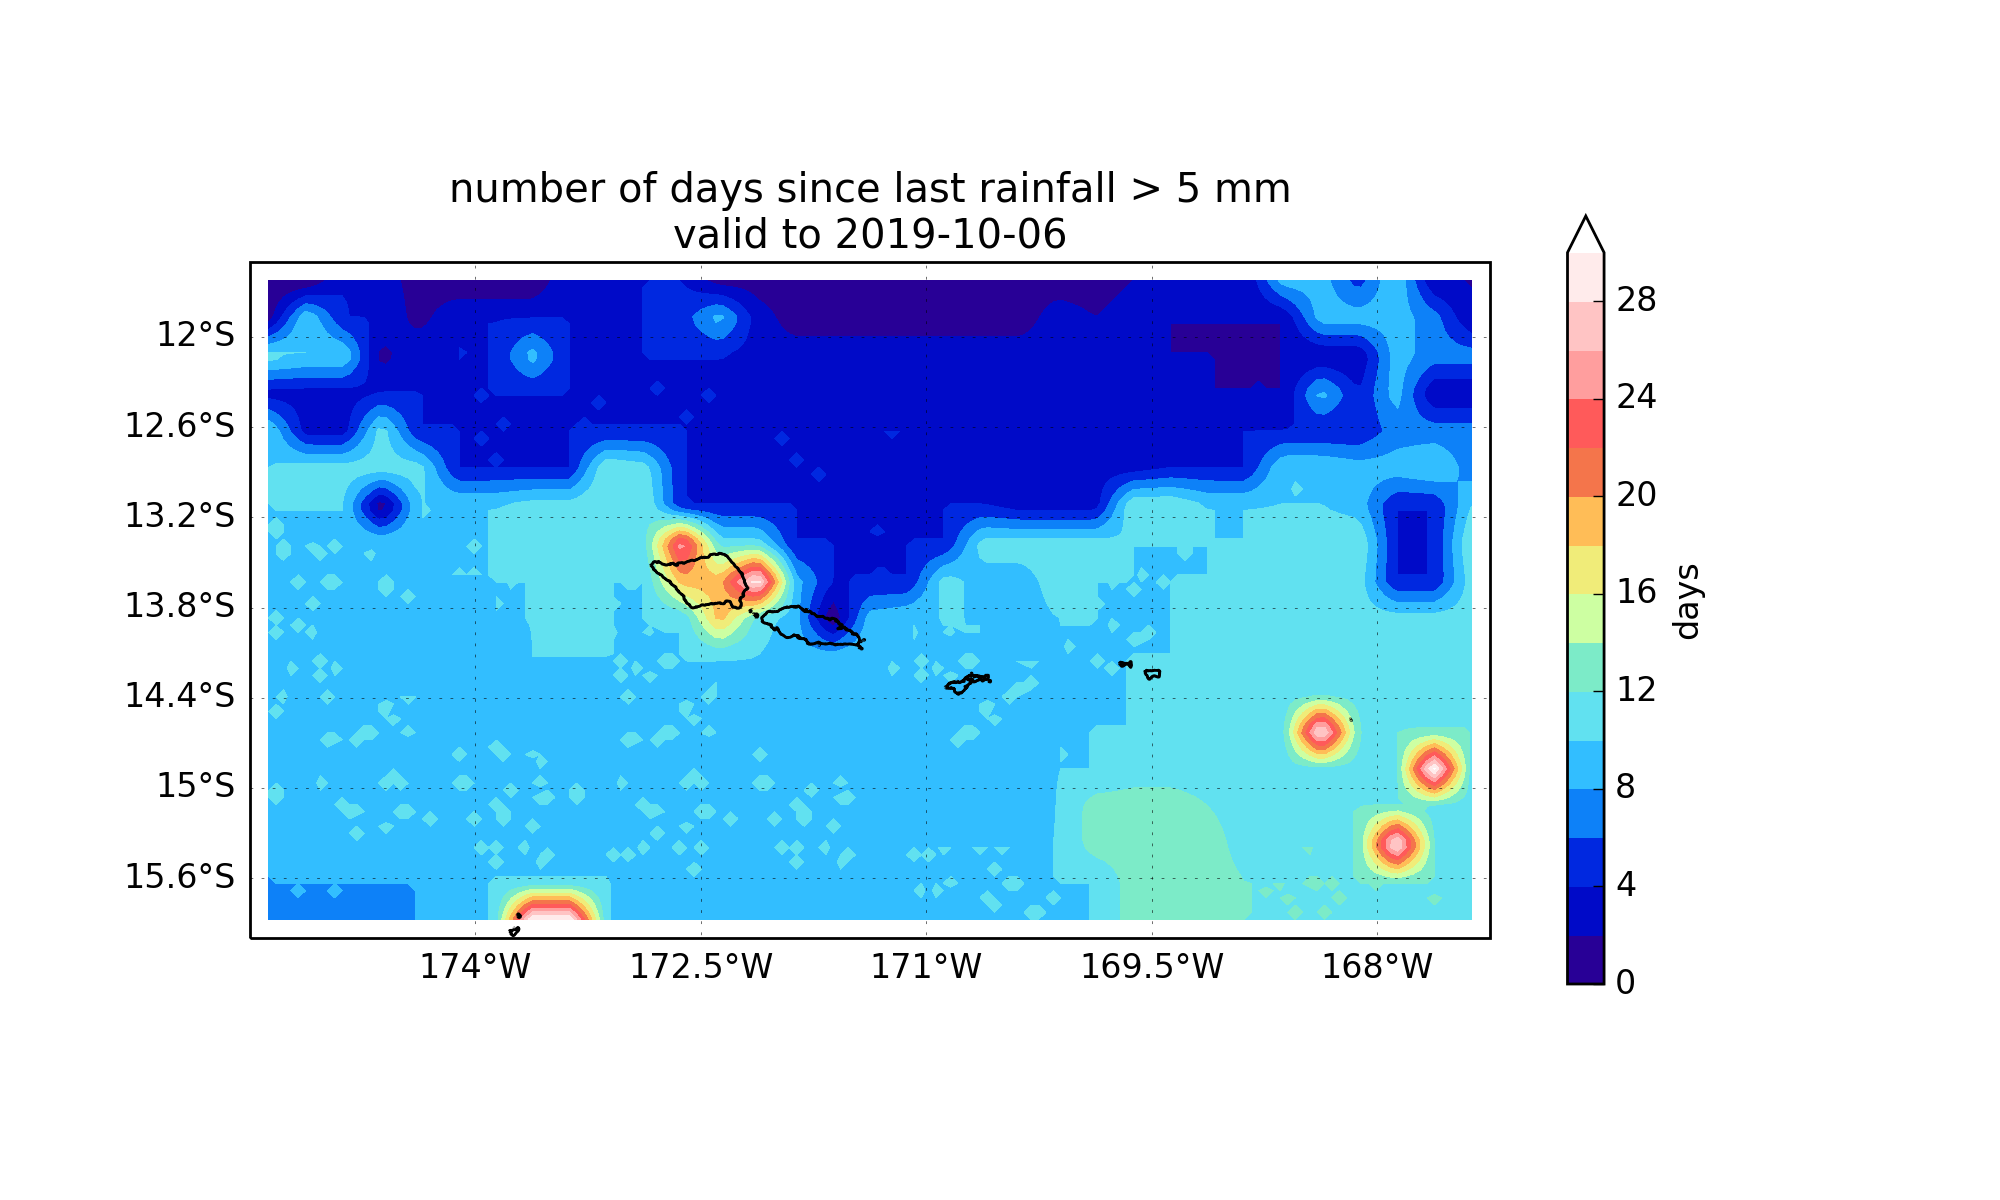 number of days since last rainfall > 5 mm
valid to 2019-10-06
12°S
12.6°S
13.2°S
13.8°S
14.4°S
15°S
15.6°S
174°W
172.5°W
171°W
169.5°W
168°W
28
24
20
16
12
8
4
0
days